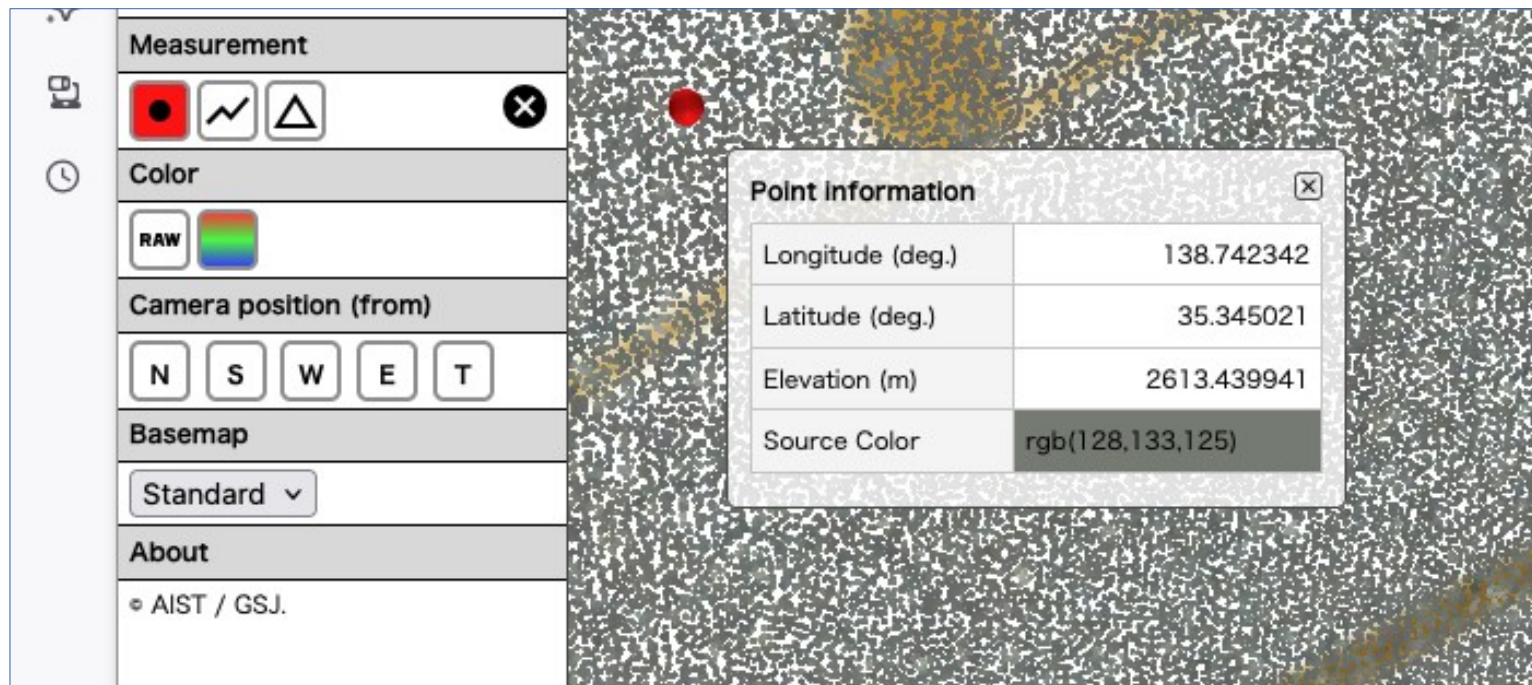 Measurement
Color
RAW
Camera position (from)
N S W E T
Basemap
Standard
About
© AIST / GSJ.
Point information
Longitude (deg.) 138.742342
Latitude (deg.) 35.345021
Elevation (m) 2613.439941
Source Color rgb(128,133,125)